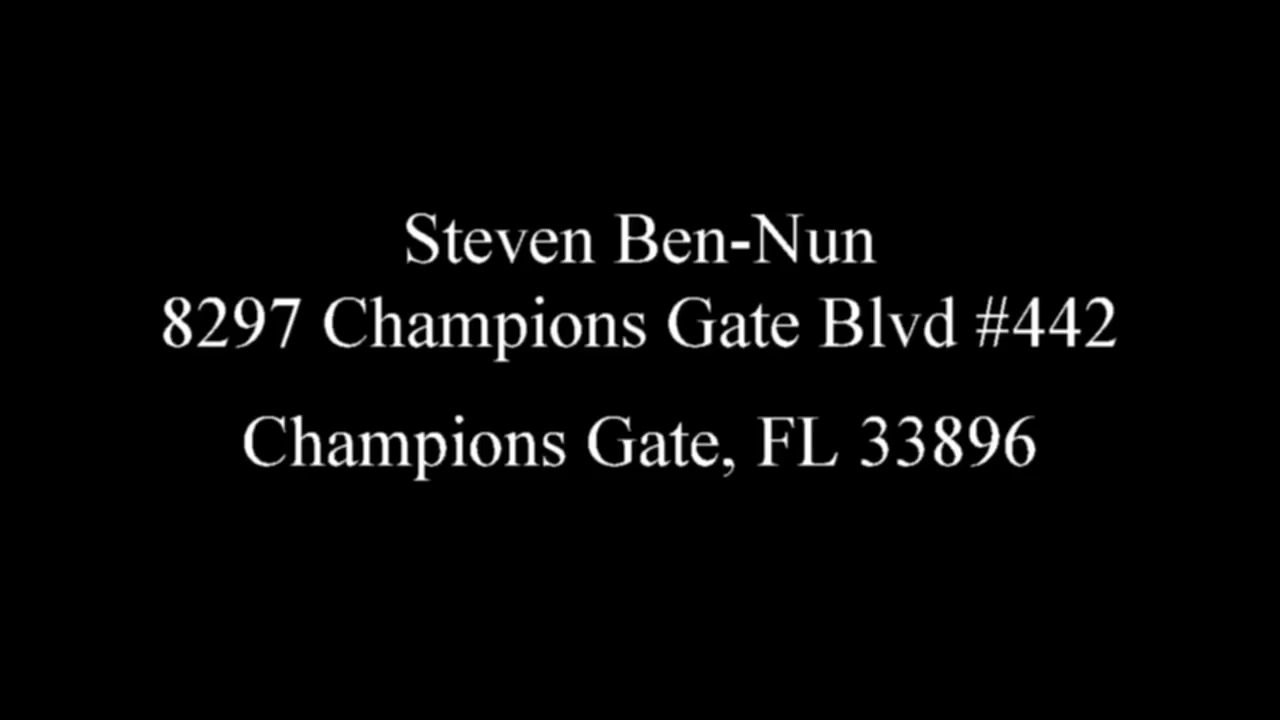 Steven Ben-Nun
8297 Champions Gate Blvd #442
Champions Gate, FL 33896